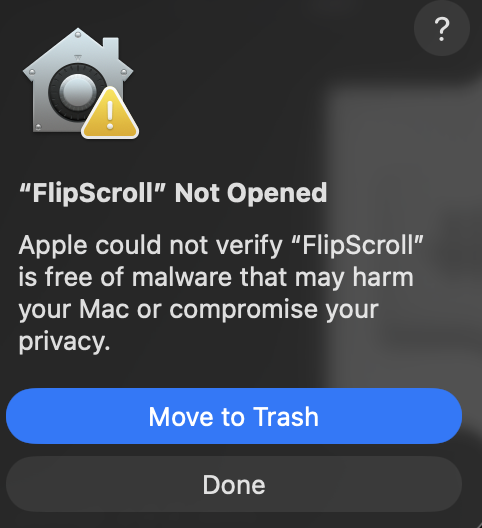 ?
“FlipScroll” Not Opened
Apple could not verify “FlipScroll”
is free of malware that may harm
your Mac or compromise your
privacy.
Move to Trash
Done